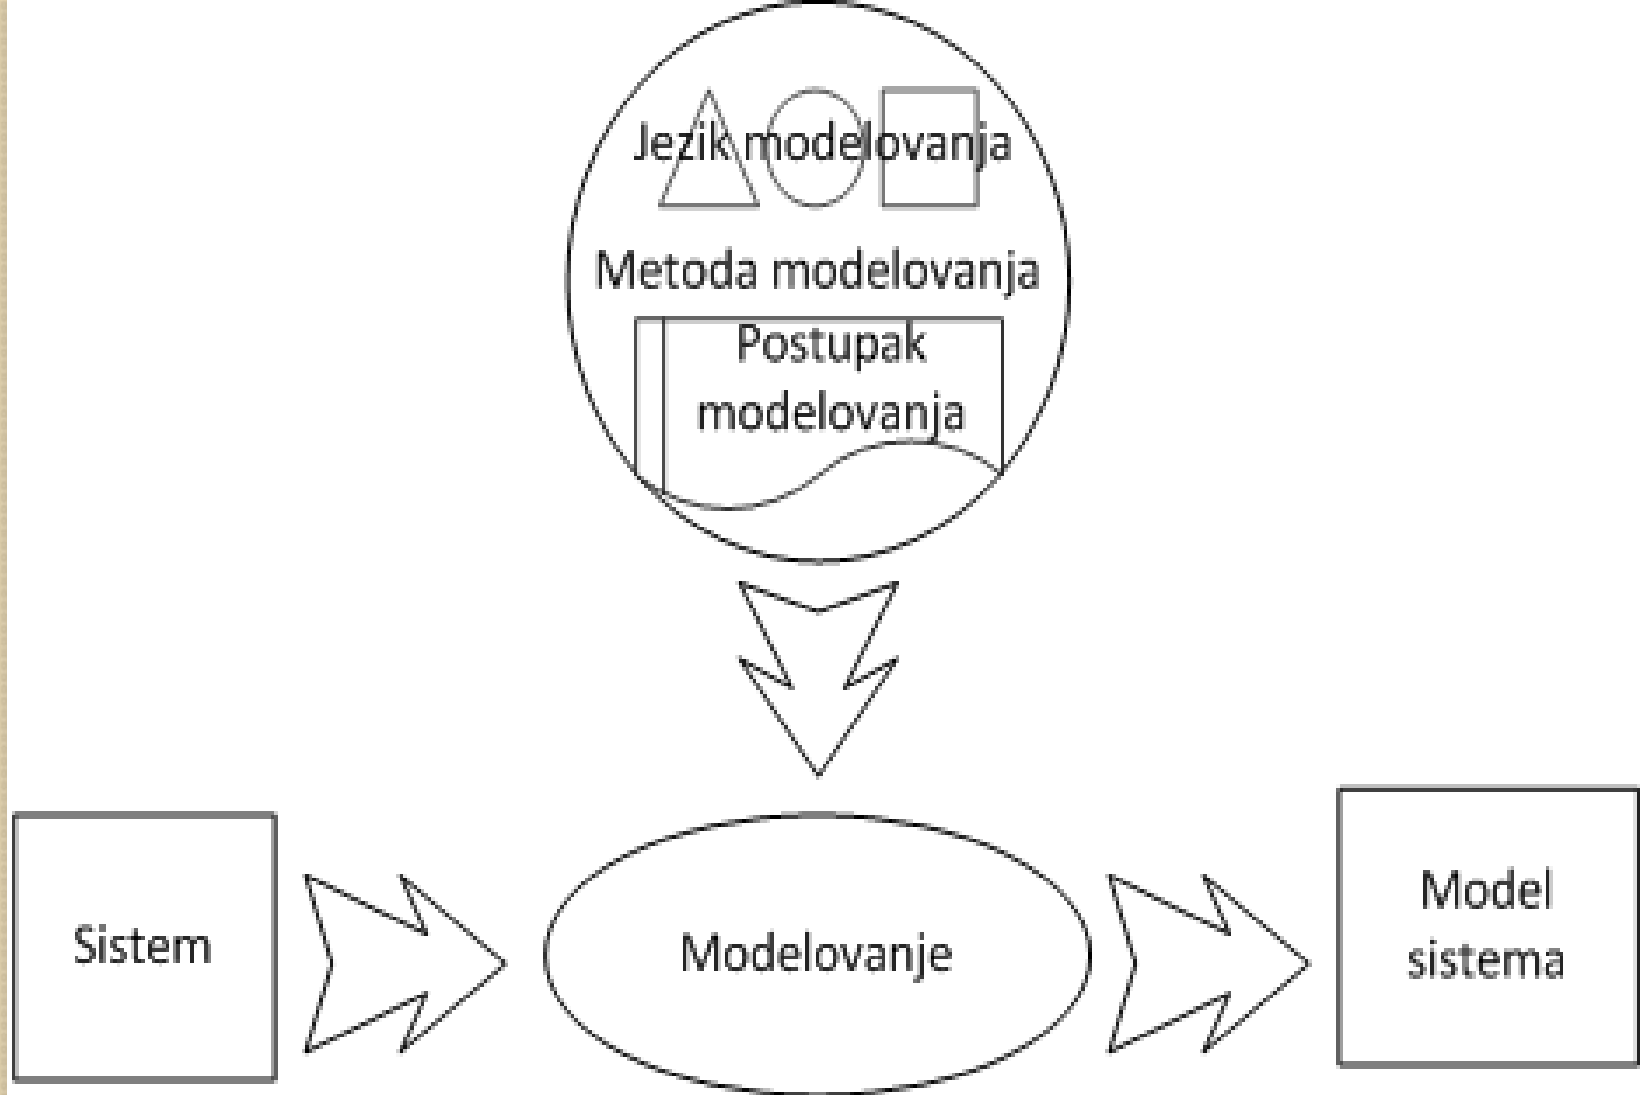 Jezik modelovanja
Metoda modelovanja
Postupak
modelovanja
Sistem
Modelovanje
Model
sistema